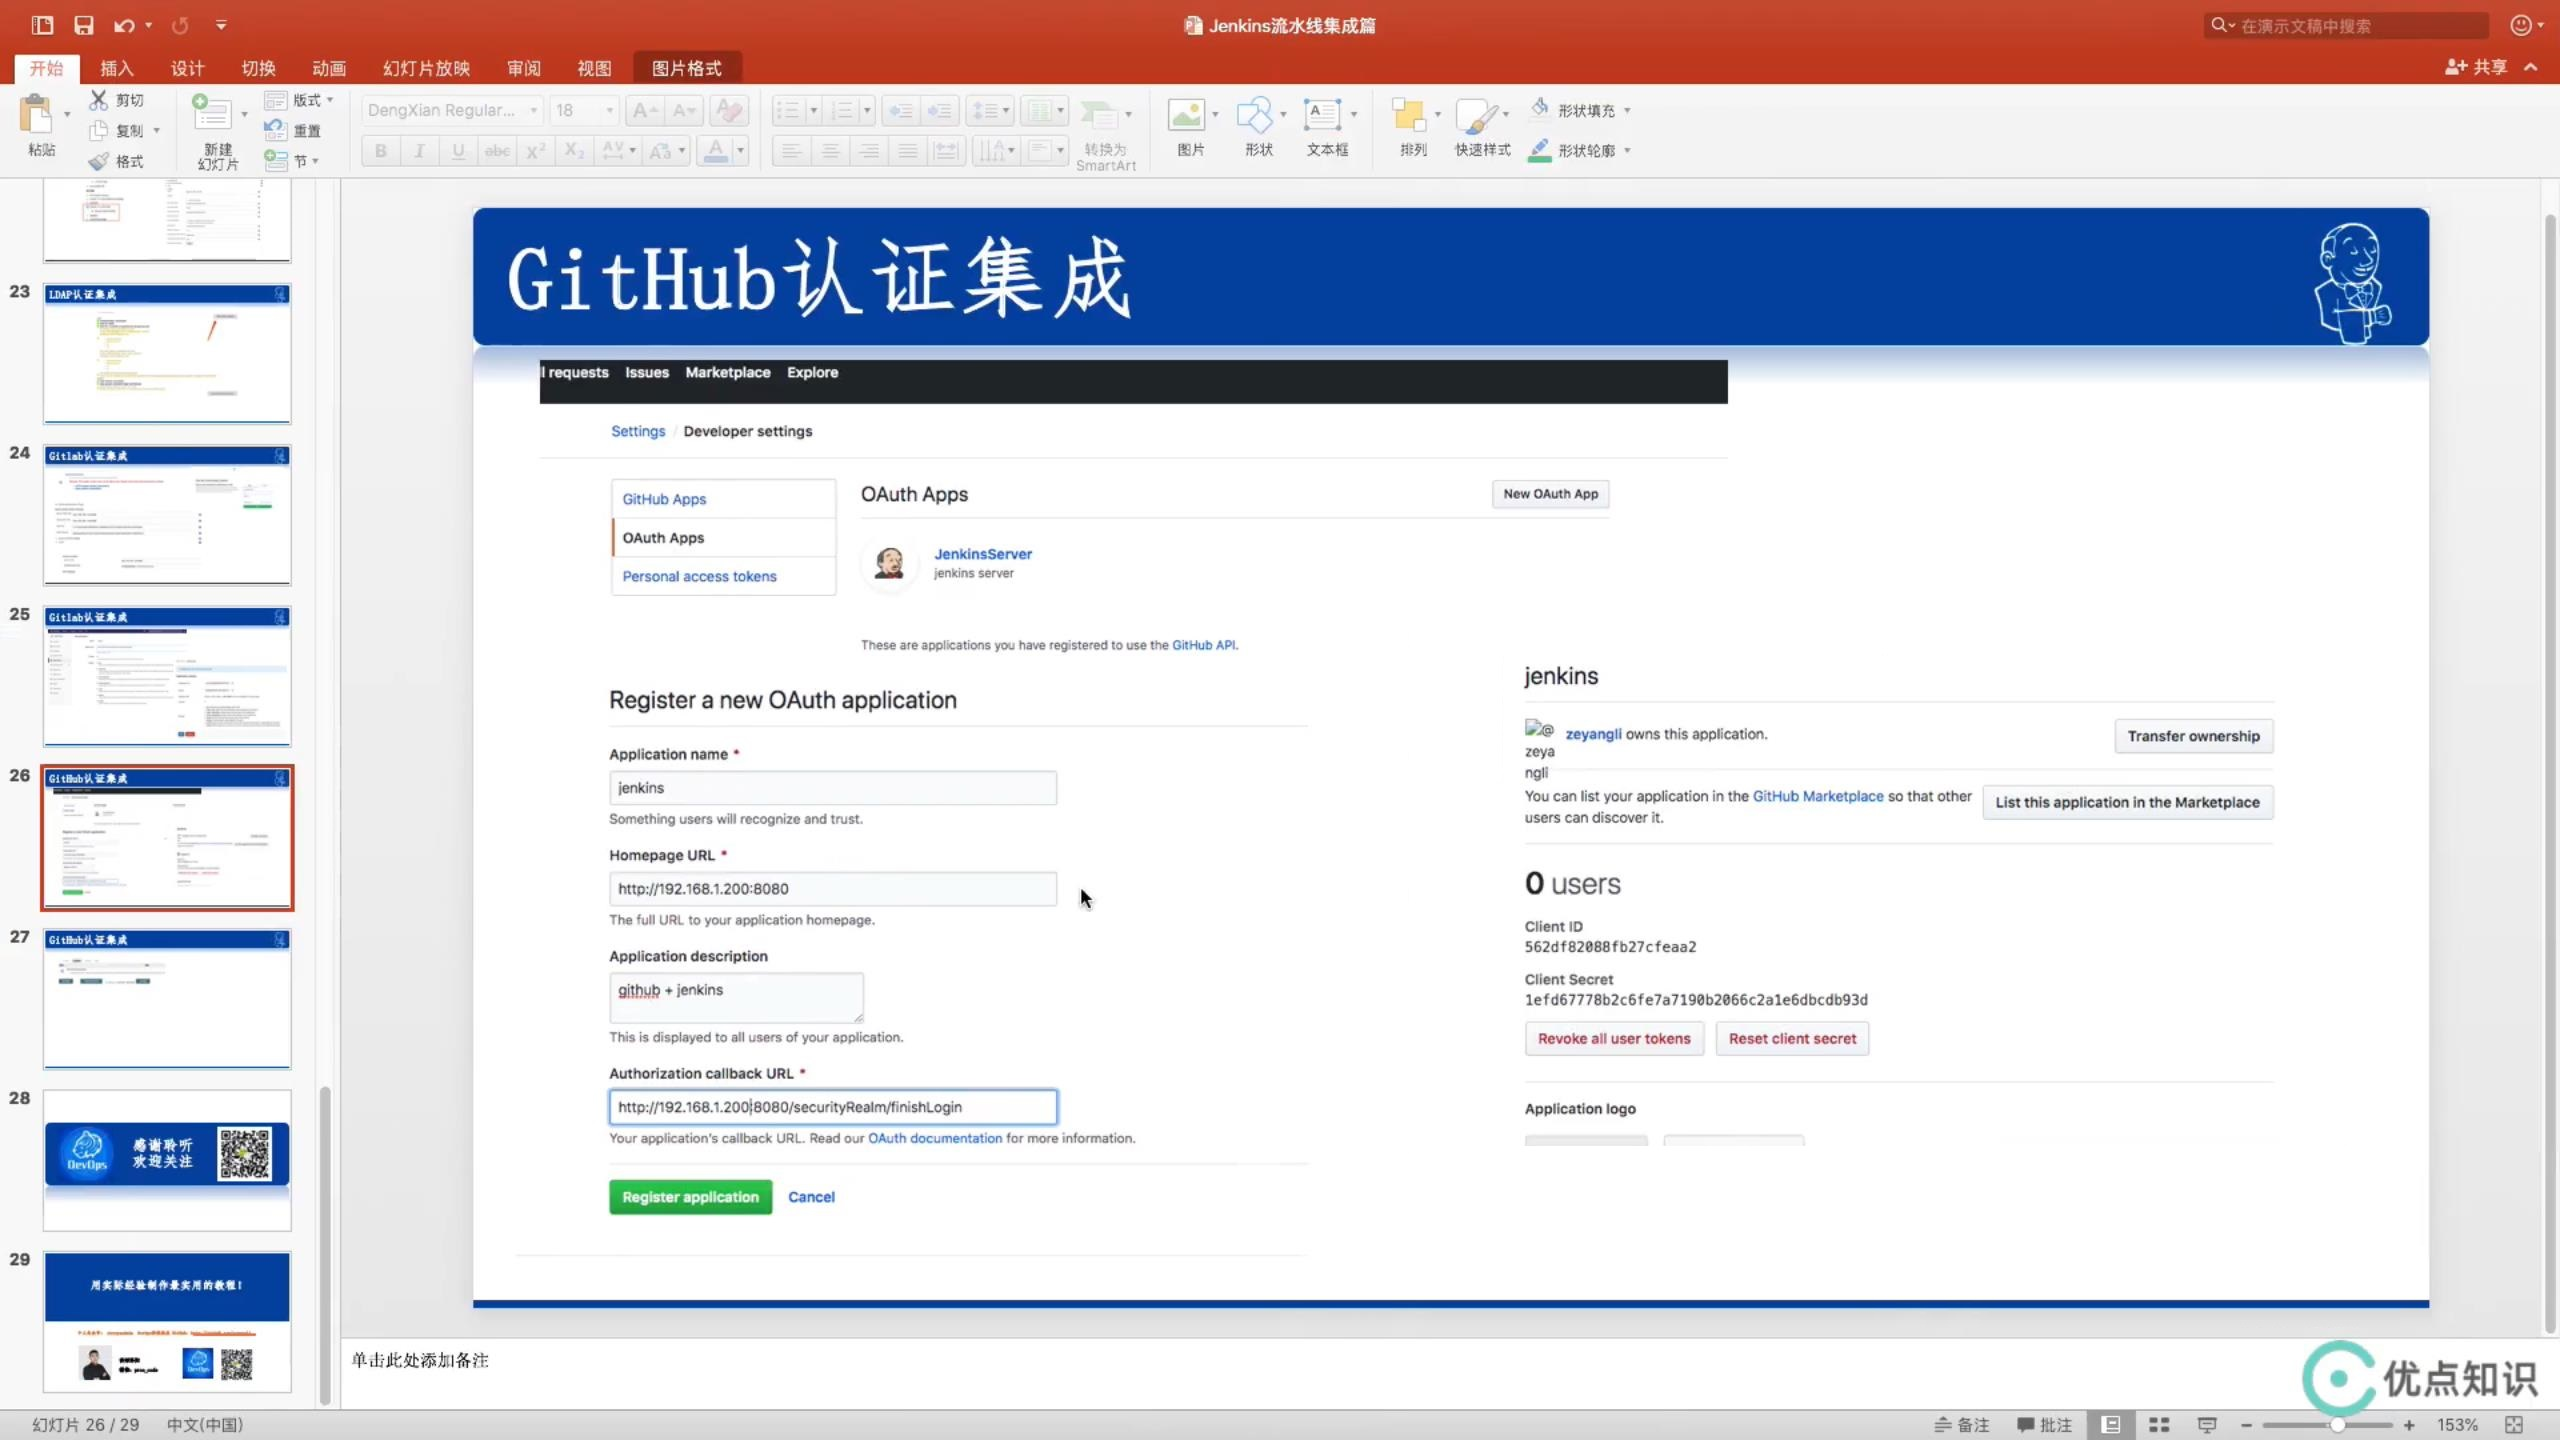 Jenkins流水线集成篇
在演示文稿中搜索
开始 插入 设计 切换 动画 幻灯片放映 审阅 视图 图片格式
共享
粘贴
剪切
复制
格式
新建
幻灯片
版式
重置
节
DengXian Regular... 18
转换为
SmartArt
图片
形状
文本框
排列
快速样式
形状填充
形状轮廓
23
LDAP认证集成
24
Gitlab认证集成
25
Gitlab认证集成
26
GitHub认证集成
27
GitHub认证集成
28
DevOps
感谢聆听
欢迎关注
29
用实际经验制作最实用的教程!
GitHub认证集成
l requests Issues Marketplace Explore
Settings / Developer settings
GitHub Apps
OAuth Apps
Personal access tokens
OAuth Apps
New OAuth App
JenkinsServer
jenkins server
These are applications you have registered to use the GitHub API.
Register a new OAuth application
Application name *
jenkins
Something users will recognize and trust.
Homepage URL *
http://192.168.1.200:8080
The full URL to your application homepage.
Application description
github + jenkins
This is displayed to all users of your application.
Authorization callback URL *
http://192.168.1.200:8080/securityRealm/finishLogin
Your application's callback URL. Read our OAuth documentation for more information.
Register application Cancel
jenkins
@
zeya
ngli
zeyangli owns this application.
Transfer ownership
You can list your application in the GitHub Marketplace so that other
users can discover it.
List this application in the Marketplace
0 users
Client ID
562df82088fb27cfeaa2
Client Secret
1efd67778b2c6fe7a7190b2066c2a1e6dbcdb93d
Revoke all user tokens Reset client secret
Application logo
单击此处添加备注
优点知识
幻灯片 26 / 29 中文(中国)
备注 批注 153%